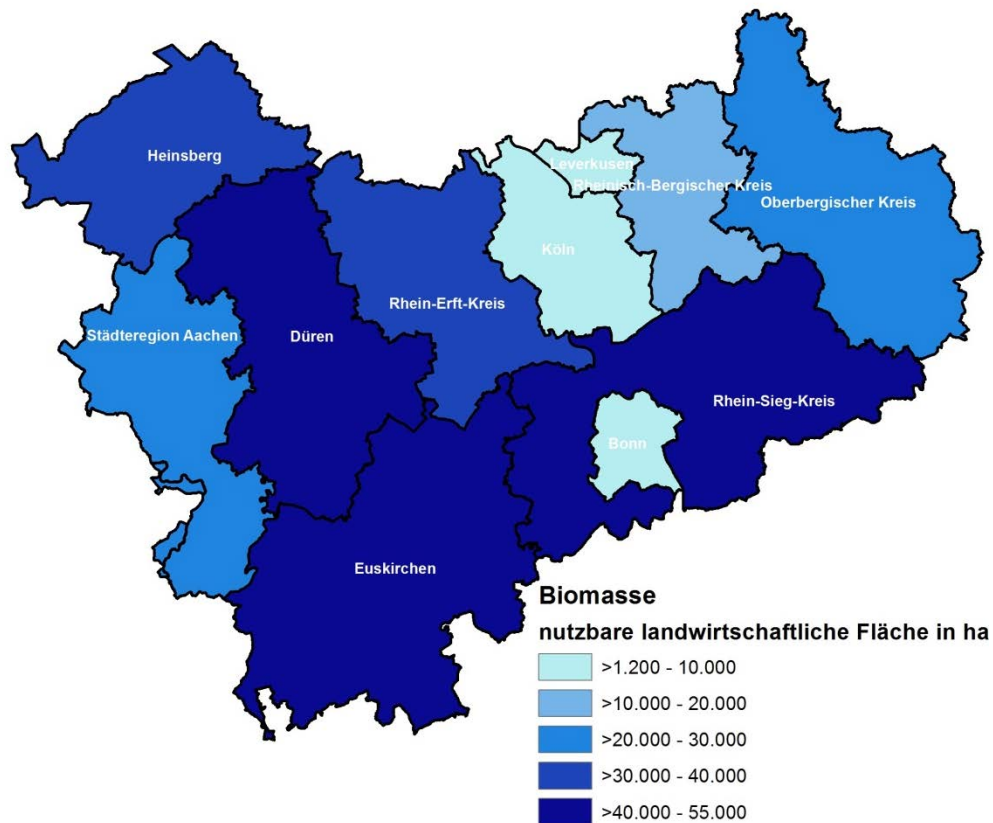 Heinsberg
Leverkusen
Rheinisch-Bergischer Kreis
Oberbergischer Kreis
Köln
Rhein-Erft-Kreis
Städteregion Aachen
Düren
Rhein-Sieg-Kreis
Bonn
Euskirchen
Biomasse
nutzbare landwirtschaftliche Fläche in ha
>1.200 - 10.000
>10.000 - 20.000
>20.000 - 30.000
>30.000 - 40.000
>40.000 - 55.000